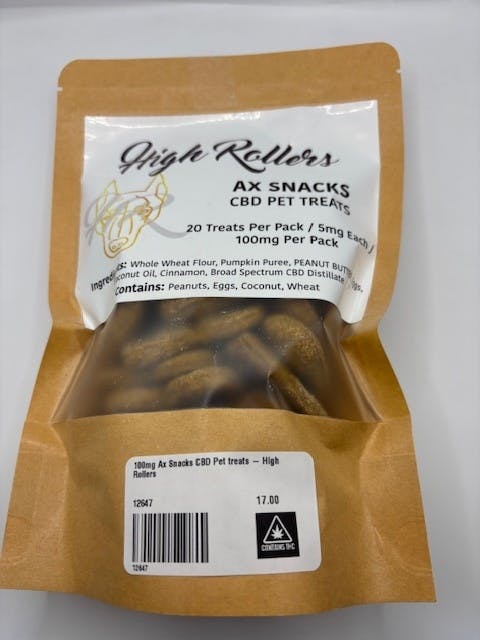 High Rollers
AX SNACKS
CBD PET TREATS
20 Treats Per Pack / 5mg Each /
100mg Per Pack
Whole Wheat Flour, Pumpkin Puree, PEANUT
Oil, Cinnamon, Broad Spectrum CBD Distillate
Contains: Peanuts, Eggs, Coconut, Wheat
100mg Ax Snacks CBD Pet treats — High
Rollers
12647
17.00
CONTAINS THC
12647